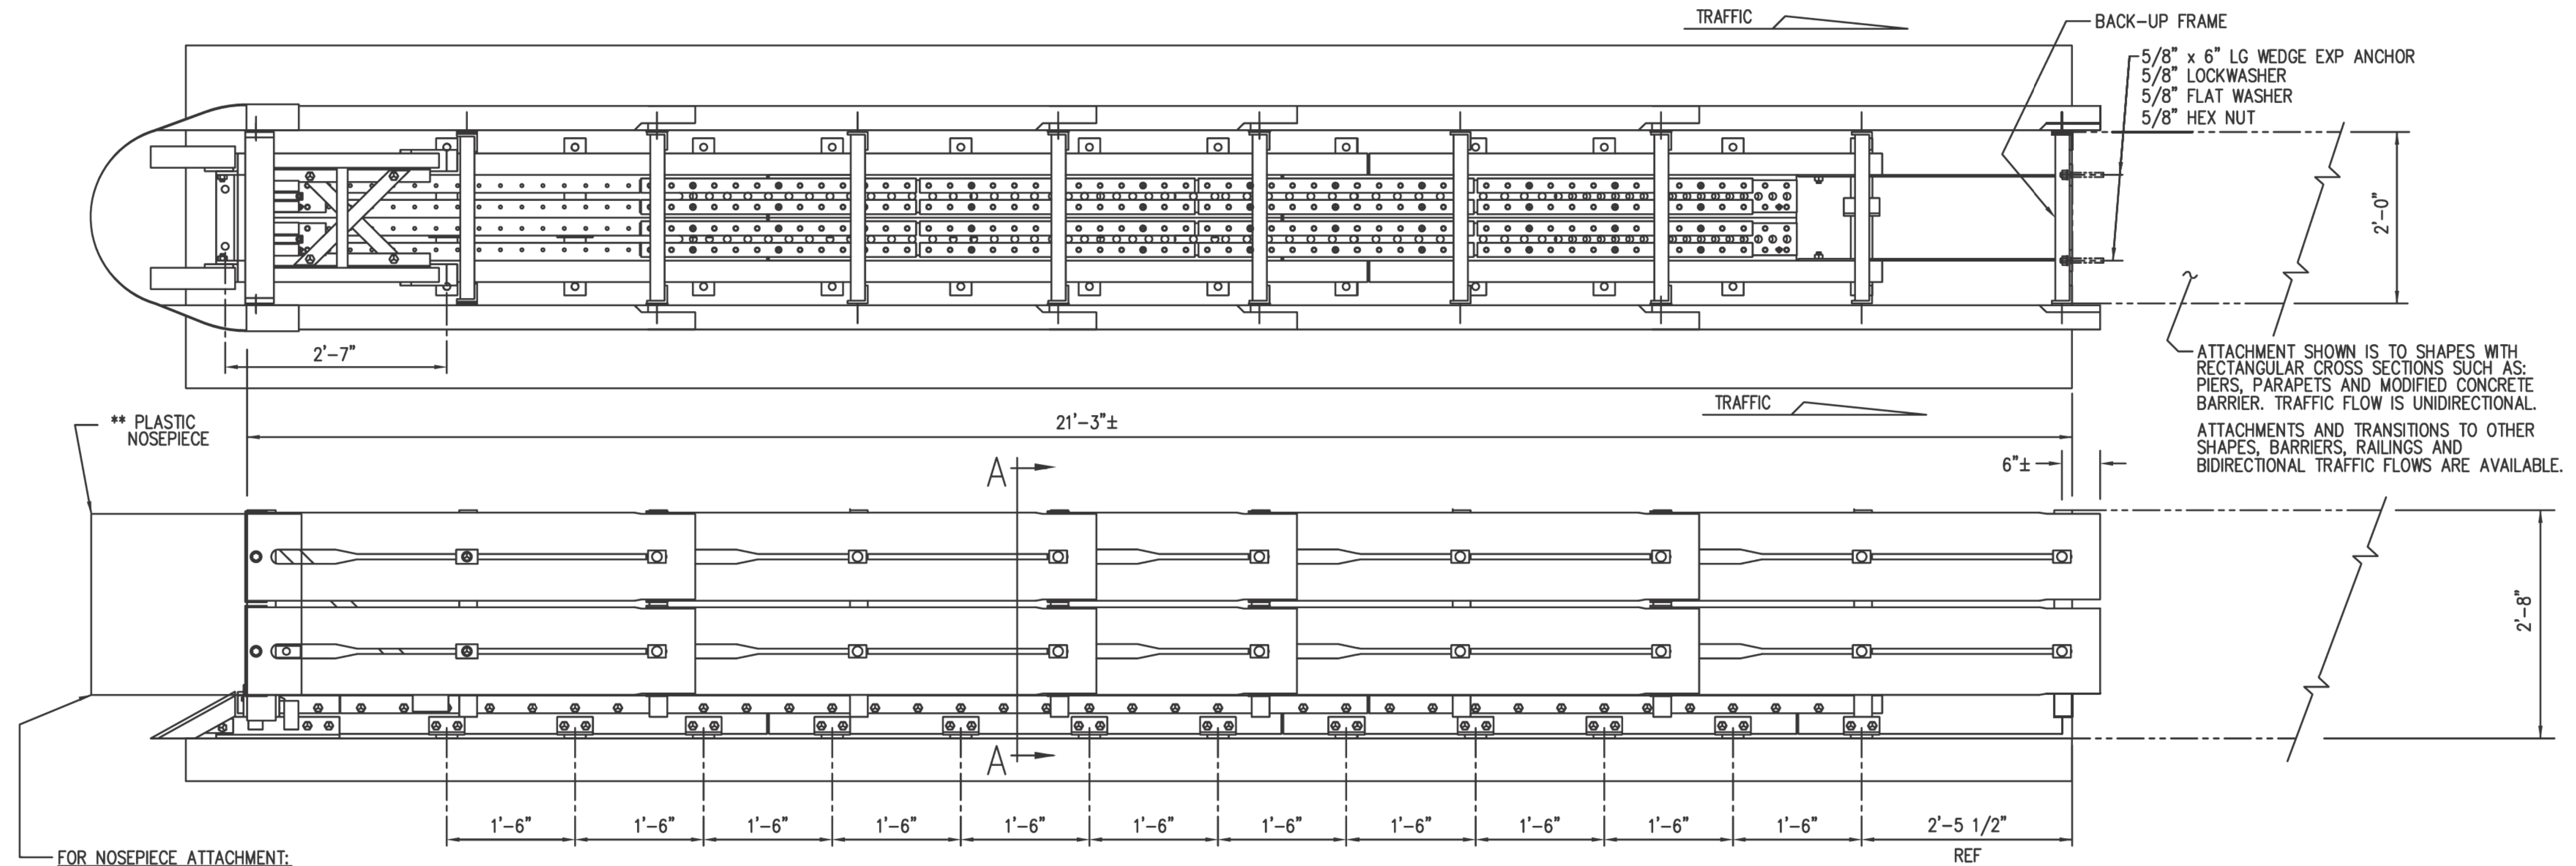 TRAFFIC
BACK-UP FRAME
5/8" x 6" LG WEDGE EXP ANCHOR
5/8" LOCKWASHER
5/8" FLAT WASHER
5/8" HEX NUT
2'-0"
2'-7"
ATTACHMENT SHOWN IS TO SHAPES WITH
RECTANGULAR CROSS SECTIONS SUCH AS:
PIERS, PARAPETS AND MODIFIED CONCRETE
BARRIER. TRAFFIC FLOW IS UNIDIRECTIONAL.
ATTACHMENTS AND TRANSITIONS TO OTHER
SHAPES, BARRIERS, RAILINGS AND
BIDIRECTIONAL TRAFFIC FLOWS ARE AVAILABLE.
TRAFFIC
** PLASTIC
NOSEPIECE
21'-3"±
6"±
A
2'-8"
A
1'-6"
1'-6"
1'-6"
1'-6"
1'-6"
1'-6"
1'-6"
1'-6"
1'-6"
1'-6"
1'-6"
2'-5 1/2"
REF
FOR NOSEPIECE ATTACHMENT: